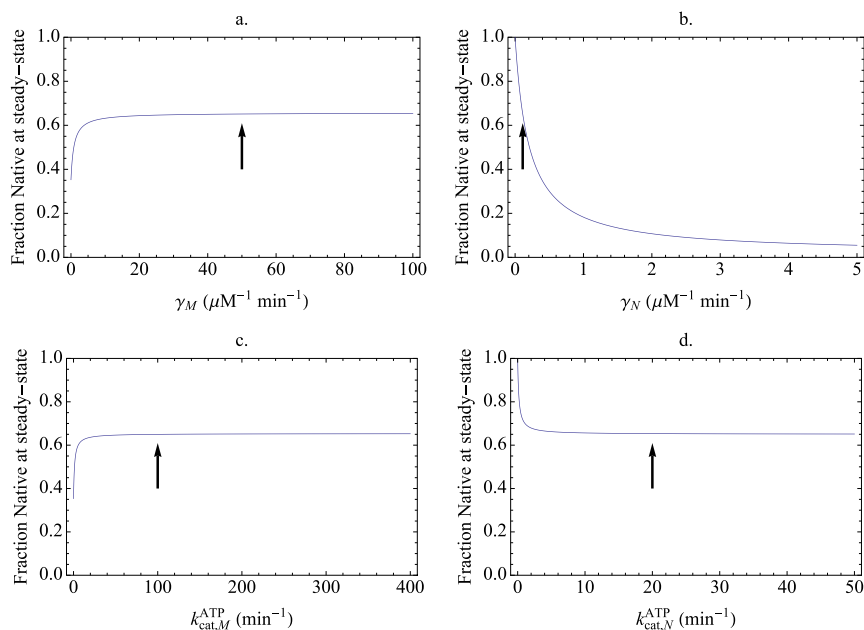 a.
Fraction Native at steady−state
1.0
0.8
0.6
0.4
0.2
0.0
0 20 40 60 80 100
γM (μM−1 min−1)
b.
Fraction Native at steady−state
1.0
0.8
0.6
0.4
0.2
0.0
0 1 2 3 4 5
γN (μM−1 min−1)
c.
Fraction Native at steady−state
1.0
0.8
0.6
0.4
0.2
0.0
0 100 200 300 400
kATPcat,M (min−1)
d.
Fraction Native at steady−state
1.0
0.8
0.6
0.4
0.2
0.0
0 10 20 30 40 50
kATPcat,N (min−1)